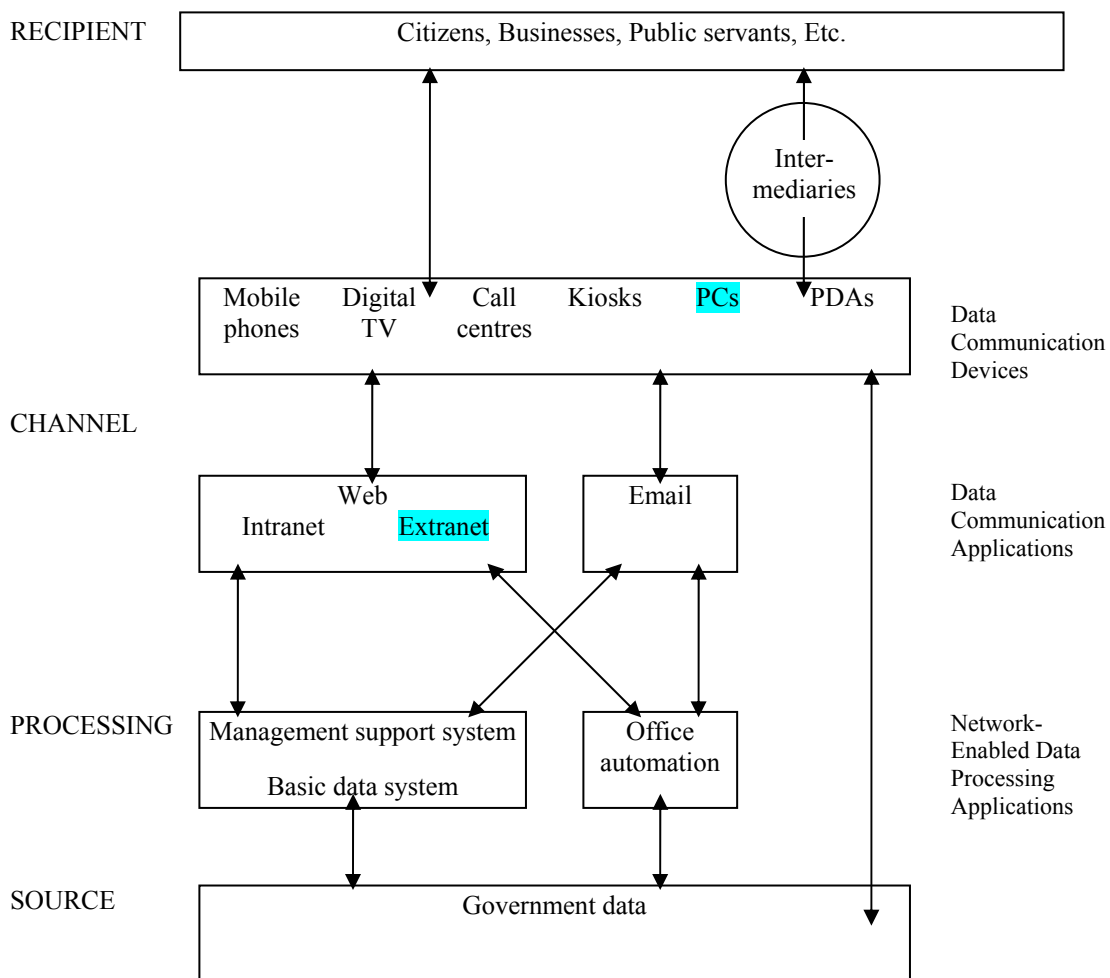 RECIPIENT
Citizens, Businesses, Public servants, Etc.
Inter-
mediaries
Mobile
phones
Digital
TV
Call
centres
Kiosks
PCs
PDAs
Data
Communication
Devices
CHANNEL
Web
Intranet
Extranet
Email
Data
Communication
Applications
PROCESSING
Management support system
Basic data system
Office
automation
Network-
Enabled Data
Processing
Applications
SOURCE
Government data